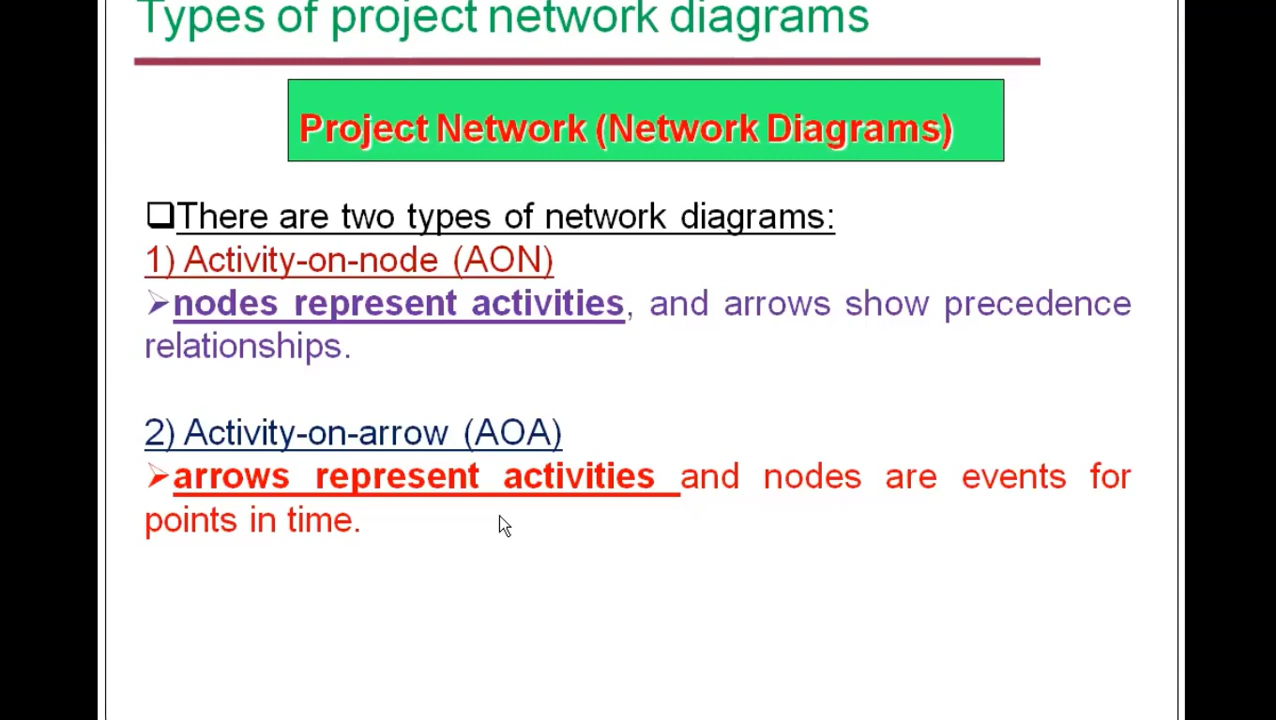 Types of project network diagrams
Project Network (Network Diagrams)
❑There are two types of network diagrams:
1) Activity-on-node (AON)
➢nodes represent activities, and arrows show precedence
relationships.
2) Activity-on-arrow (AOA)
➢arrows represent activities and nodes are events for
points in time.